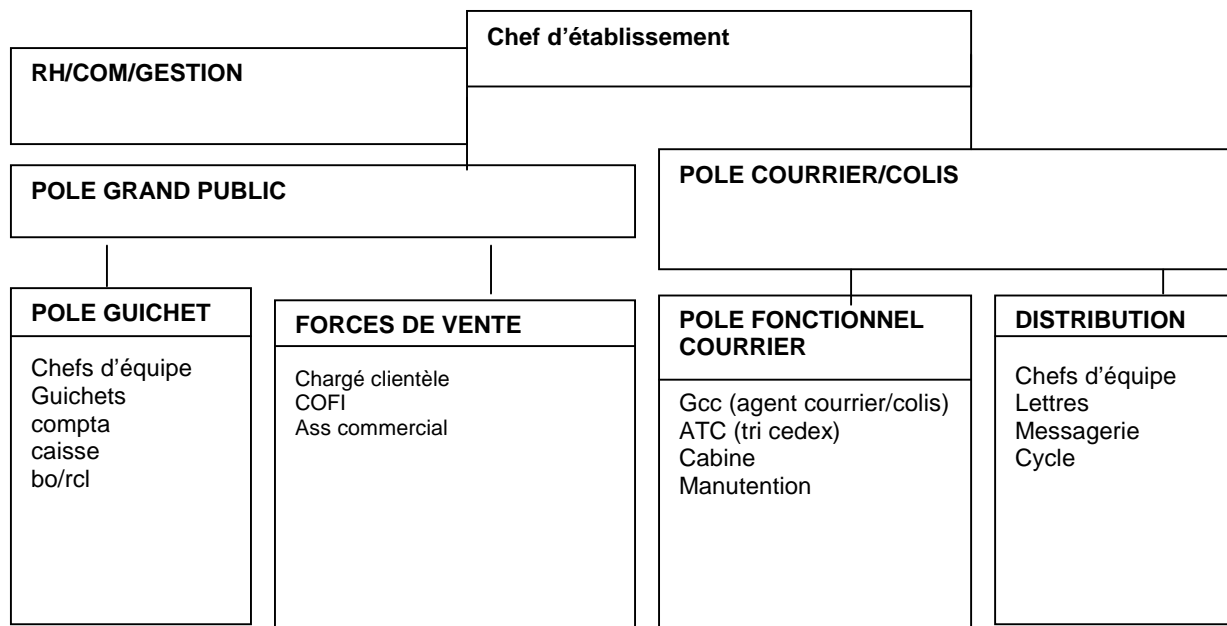 Chef d'établissement
RH/COM/GESTION
POLE GRAND PUBLIC
POLE COURRIER/COLIS
POLE GUICHET
Chefs d'équipe
Guichets
compta
caisse
bo/rcl
FORCES DE VENTE
Chargé clientèle
COFI
Ass commercial
POLE FONCTIONNEL
COURRIER
Gcc (agent courrier/colis)
ATC (tri cedex)
Cabine
Manutention
DISTRIBUTION
Chefs d'équipe
Lettres
Messagerie
Cycle